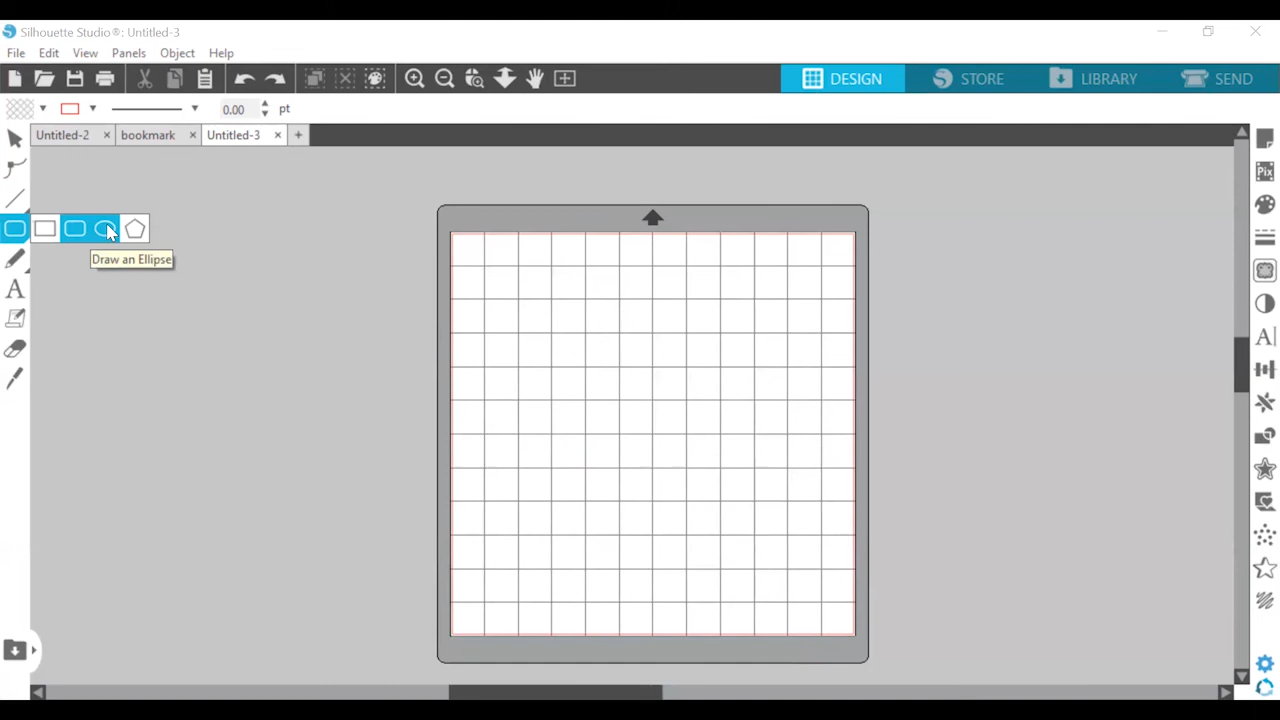 Silhouette Studio®: Untitled-3
File Edit View Panels Object Help
DESIGN STORE LIBRARY SEND
0.00 pt
Untitled-2 × bookmark × Untitled-3 × +
Pix
Draw an Ellipse
A
A